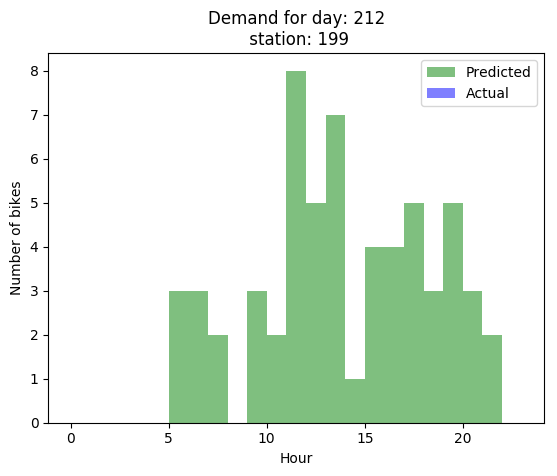 Demand for day: 212
station: 199
Predicted
Actual
Number of bikes
8
7
6
5
4
3
2
1
0
0 5 10 15 20
Hour